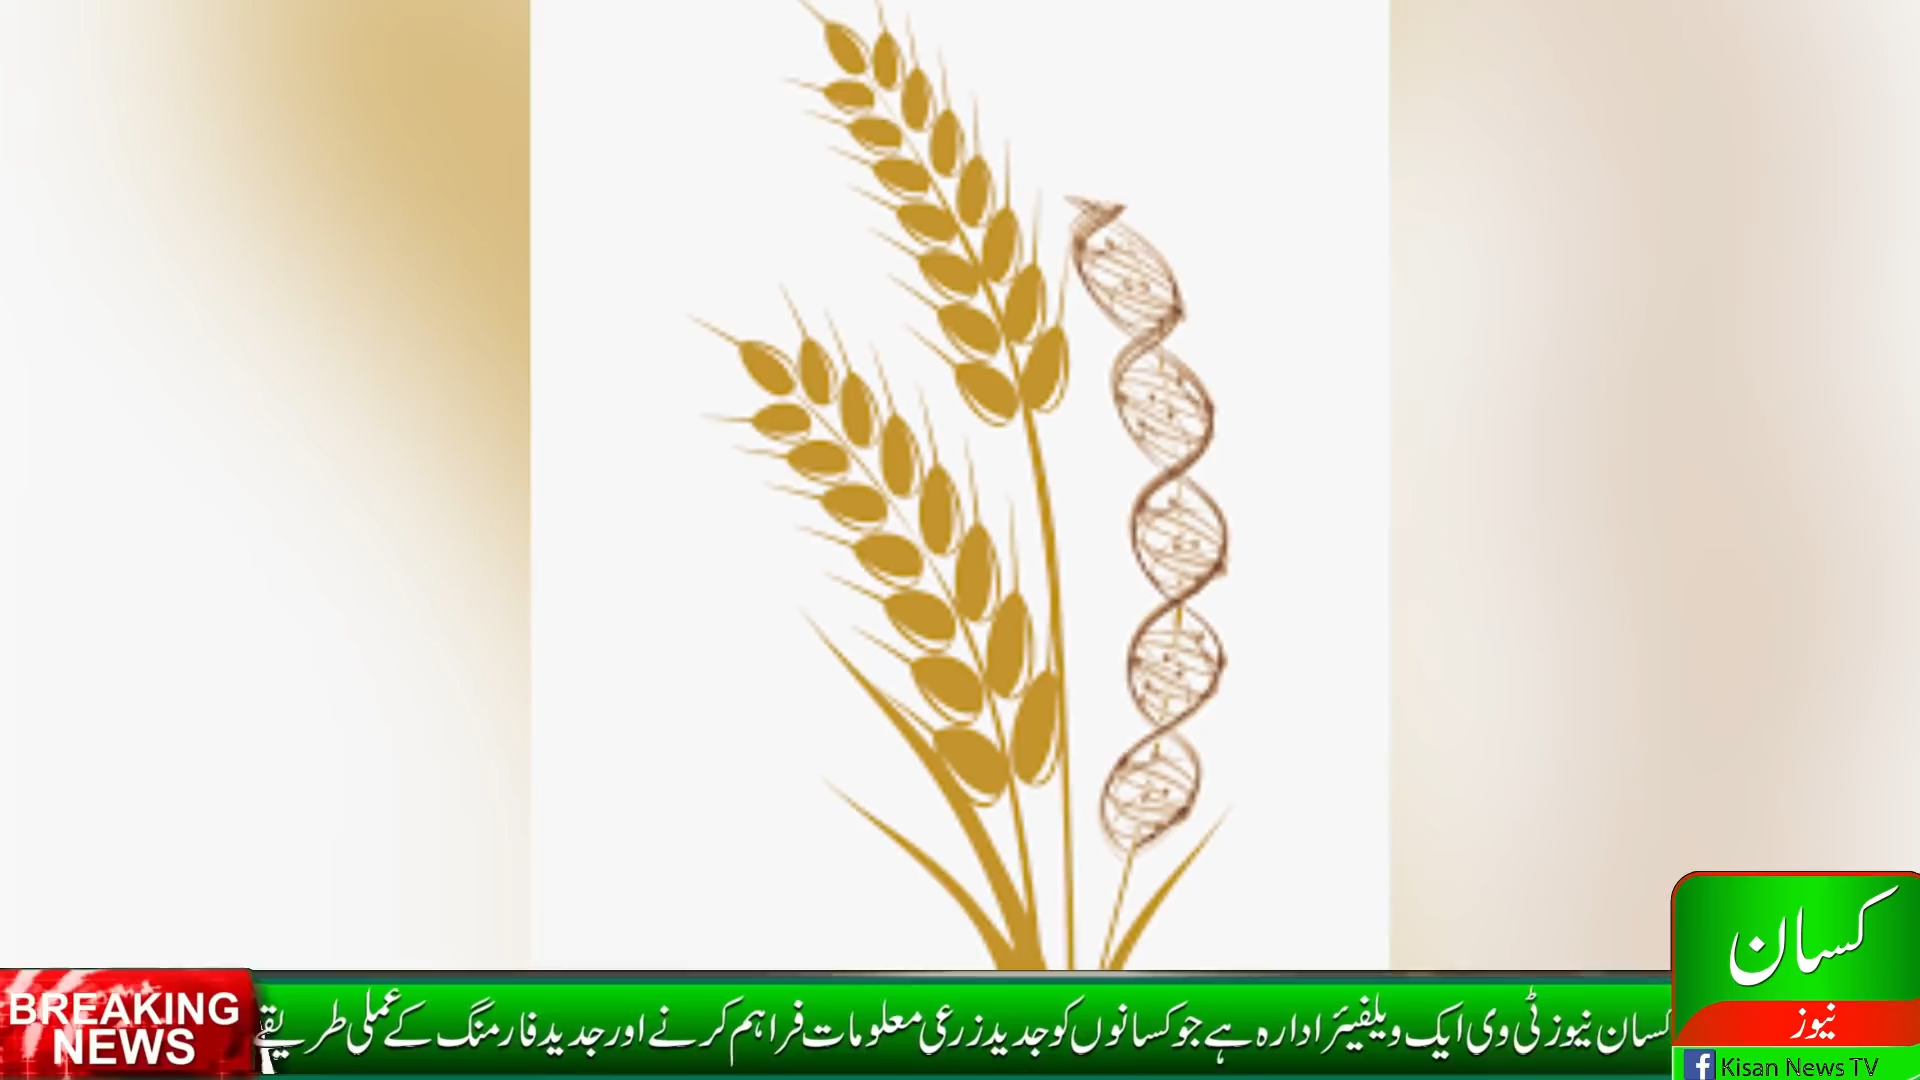 کسان
نیوز
BREAKING
NEWS
کسان نیوز ٹی وی ایک ویلفیئر ادارہ ہے جو کسانوں کو جدید زرعی معلومات فراہم کرنے اور جدید فارمنگ کے عملی طریقے
Kisan News TV